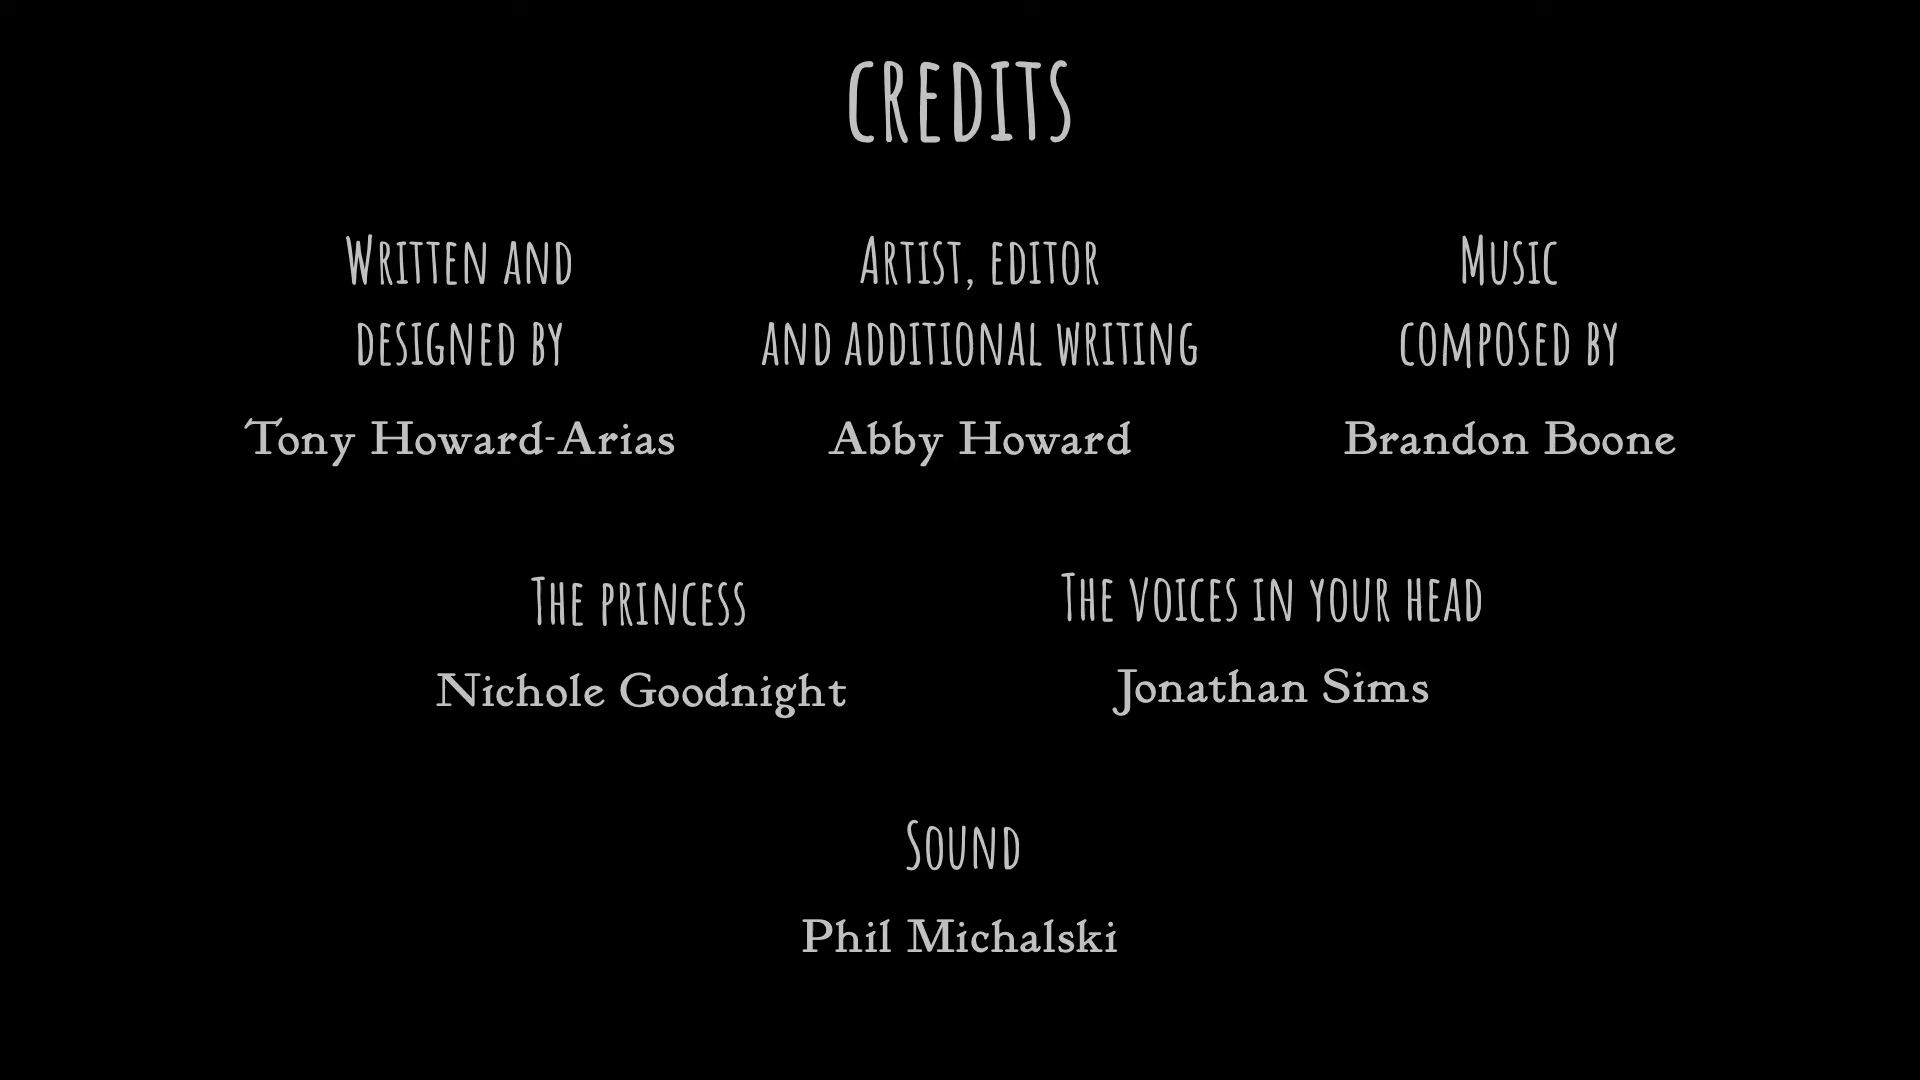 CREDITS
WRITTEN AND
DESIGNED BY
Tony Howard-Arias
ARTIST, EDITOR
AND ADDITIONAL WRITING
Abby Howard
MUSIC
COMPOSED BY
Brandon Boone
THE PRINCESS
Nichole Goodnight
THE VOICES IN YOUR HEAD
Jonathan Sims
SOUND
Phil Michalski